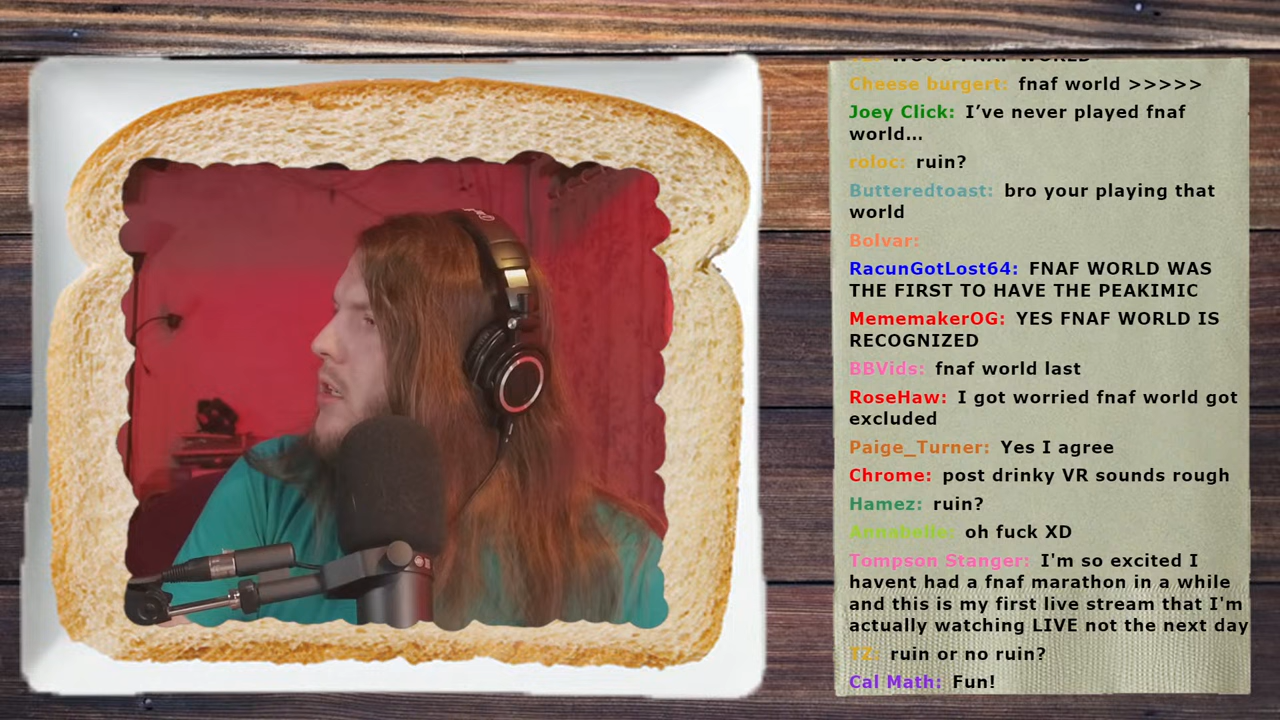 WOOO FNAF WORLD
Cheese burgert: fnaf world >>>>>
Joey Click: I’ve never played fnaf
world...
roloc: ruin?
Butteredtoast: bro your playing that
world
Bolvar:
RacunGotLost64: FNAF WORLD WAS
THE FIRST TO HAVE THE PEAKIMIC
MememakerOG: YES FNAF WORLD IS
RECOGNIZED
BBVids: fnaf world last
RoseHaw: I got worried fnaf world got
excluded
Paige_Turner: Yes I agree
Chrome: post drinky VR sounds rough
Hamez: ruin?
Annabelle: oh fuck XD
Tompson Stanger: I'm so excited I
havent had a fnaf marathon in a while
and this is my first live stream that I'm
actually watching LIVE not the next day
TZ: ruin or no ruin?
Cal Math: Fun!